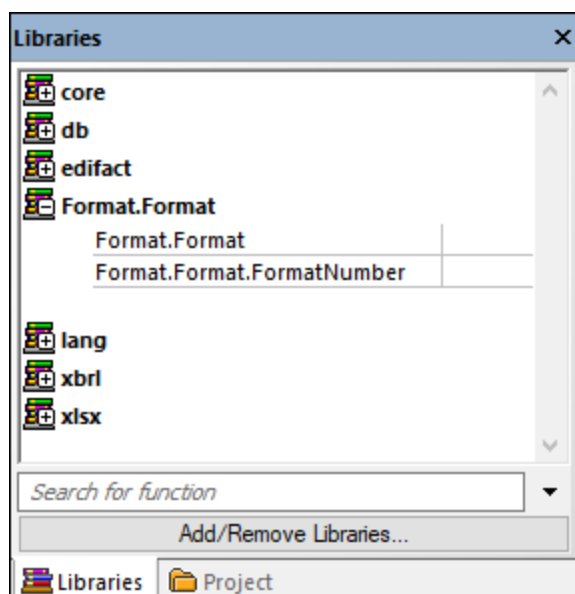 Libraries
core
db
edifact
Format.Format
Format.Format
Format.Format.FormatNumber
lang
xbrl
xlsx
Search for function
Add/Remove Libraries...
Libraries Project